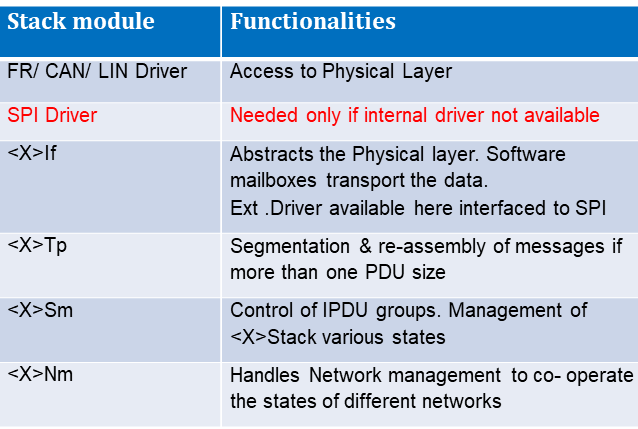 Stack module Functionalities
FR/ CAN/ LIN Driver Access to Physical Layer
SPI Driver Needed only if internal driver not available
<X>If Abstracts the Physical layer. Software
mailboxes transport the data.
Ext .Driver available here interfaced to SPI
<X>Tp Segmentation & re-assembly of messages if
more than one PDU size
<X>Sm Control of IPDU groups. Management of
<X>Stack various states
<X>Nm Handles Network management to co- operate
the states of different networks